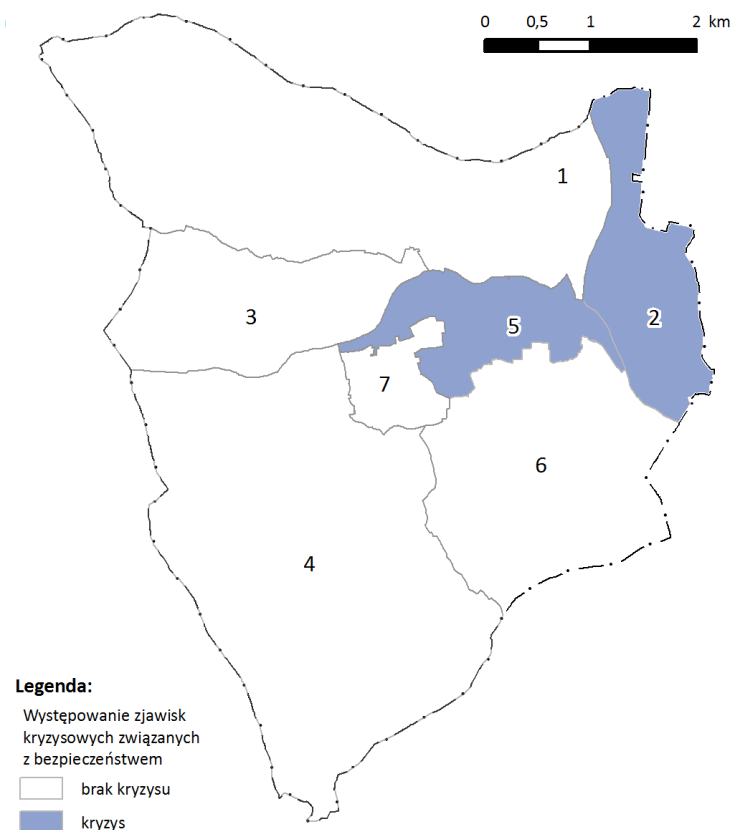 0 0,5 1 2 km
1
2
3
5
7
6
4
Legenda:
Występowanie zjawisk
kryzysowych związanych
z bezpieczeństwem
brak kryzysu
kryzys